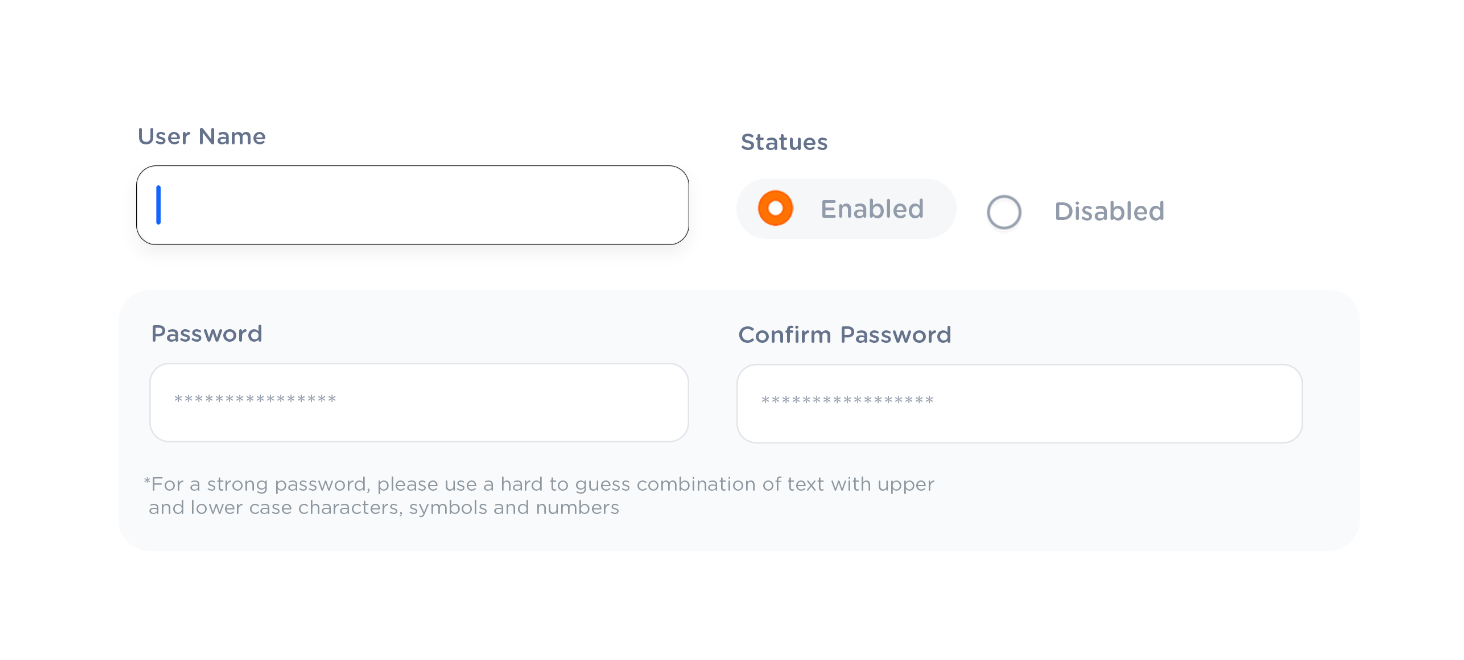 User Name
Statues
Enabled
Disabled
Password
Confirm Password
****************
*****************
*For a strong password, please use a hard to guess combination of text with upper
and lower case characters, symbols and numbers